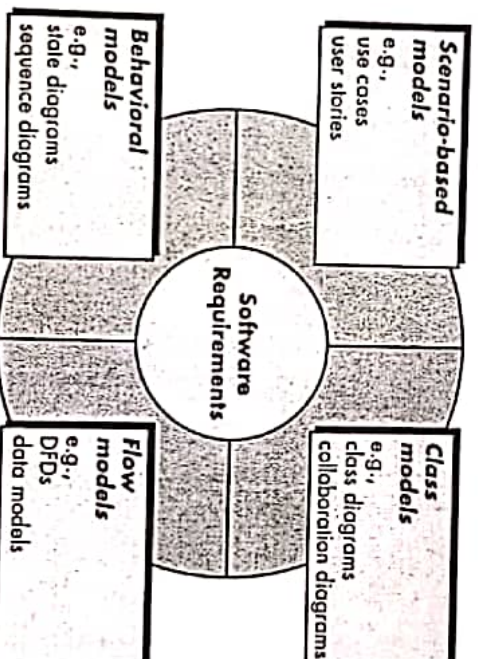 Scenario-based
models
e.g.,
use cases
user stories
Class
models
e.g.,
class diagrams
collaboration diagrams
Software
Requirements
Behavioral
models
e.g.,
state diagrams
sequence diagrams
Flow
models
e.g.,
DFDs
data models